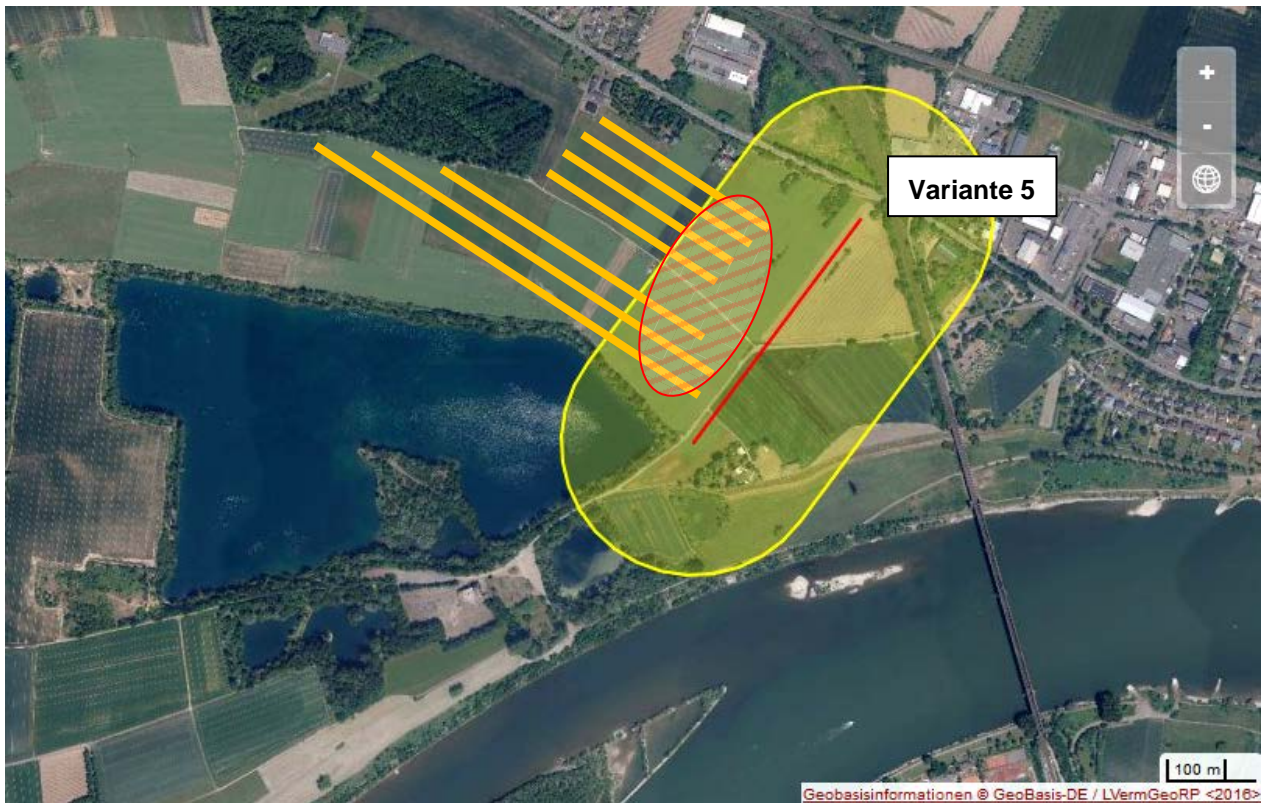 +
-
Variante 5
100 m
Geobasisinformationen © GeoBasis-DE / LVermGeoRP <2016>